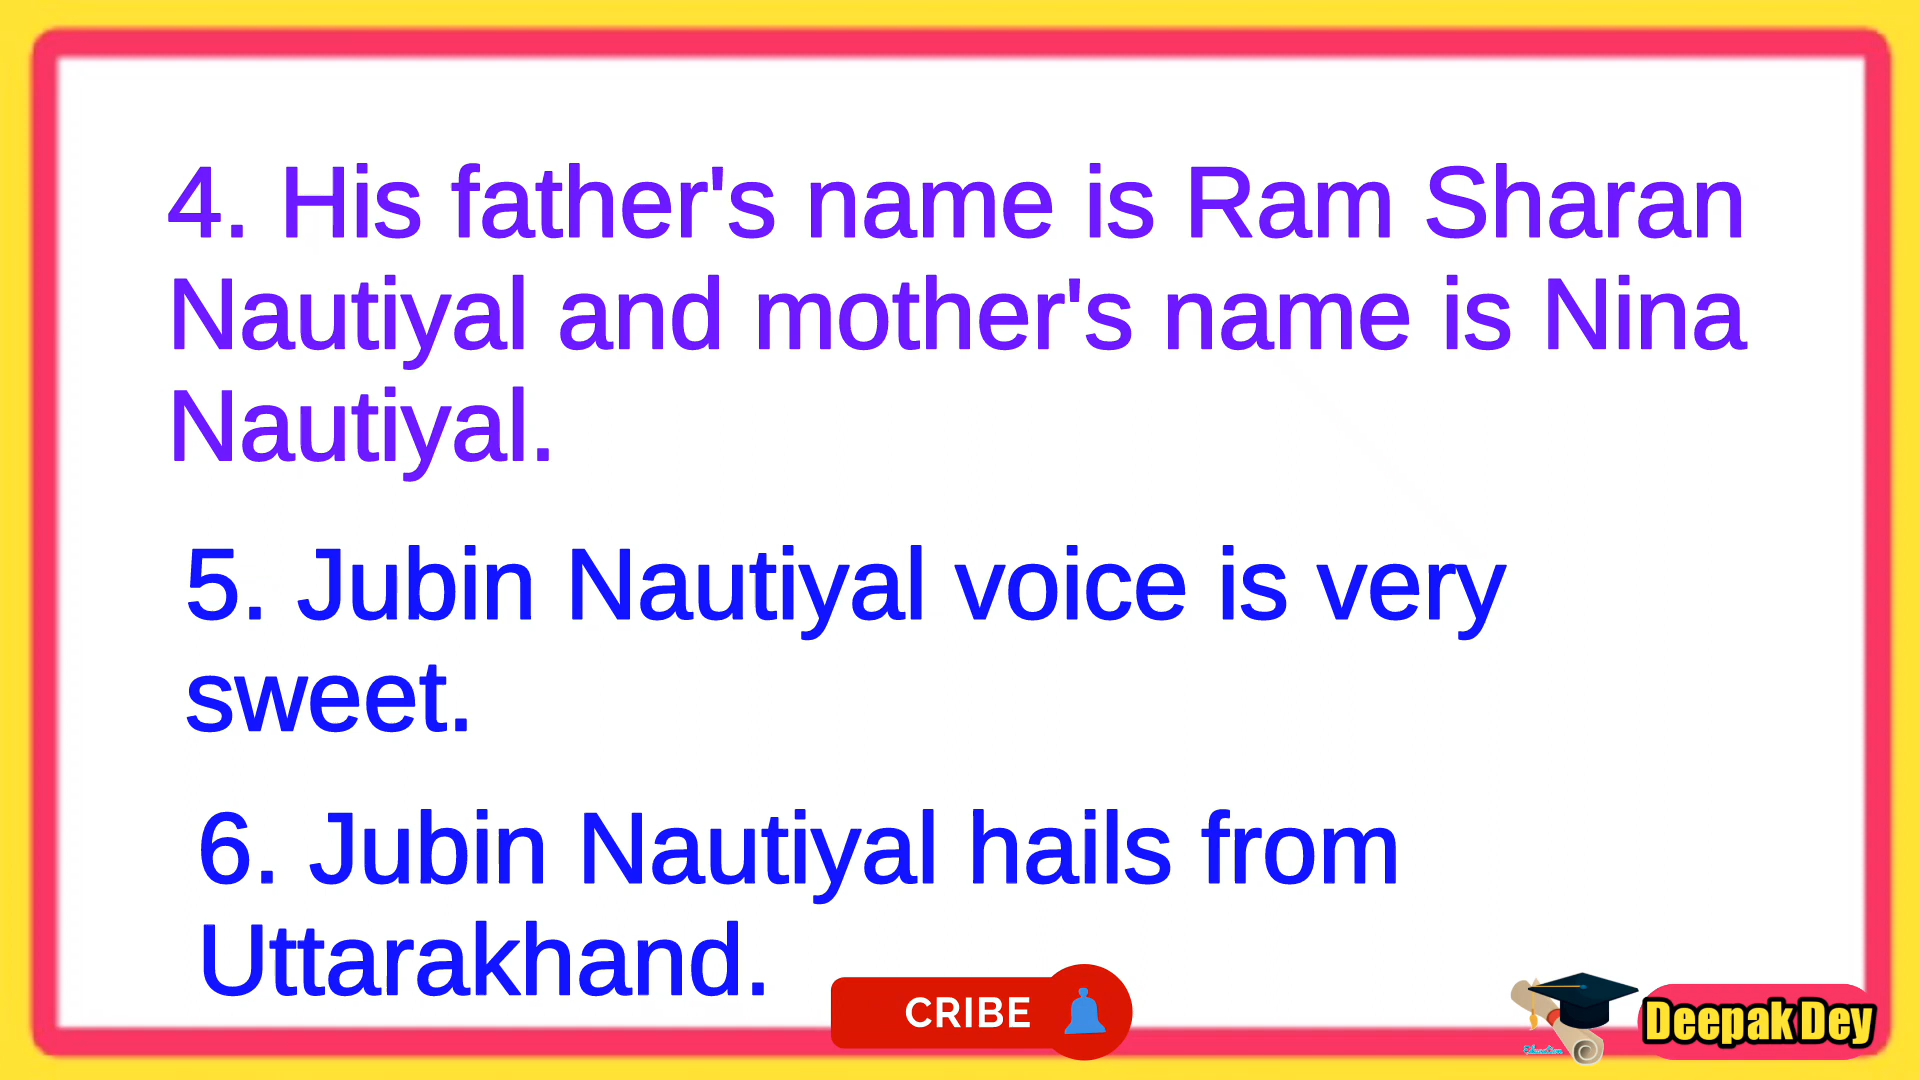 4. His father's name is Ram Sharan
Nautiyal and mother's name is Nina
Nautiyal.
5. Jubin Nautiyal voice is very
sweet.
6. Jubin Nautiyal hails from
Uttarakhand.
CRIBE
Education
Deepak Dey